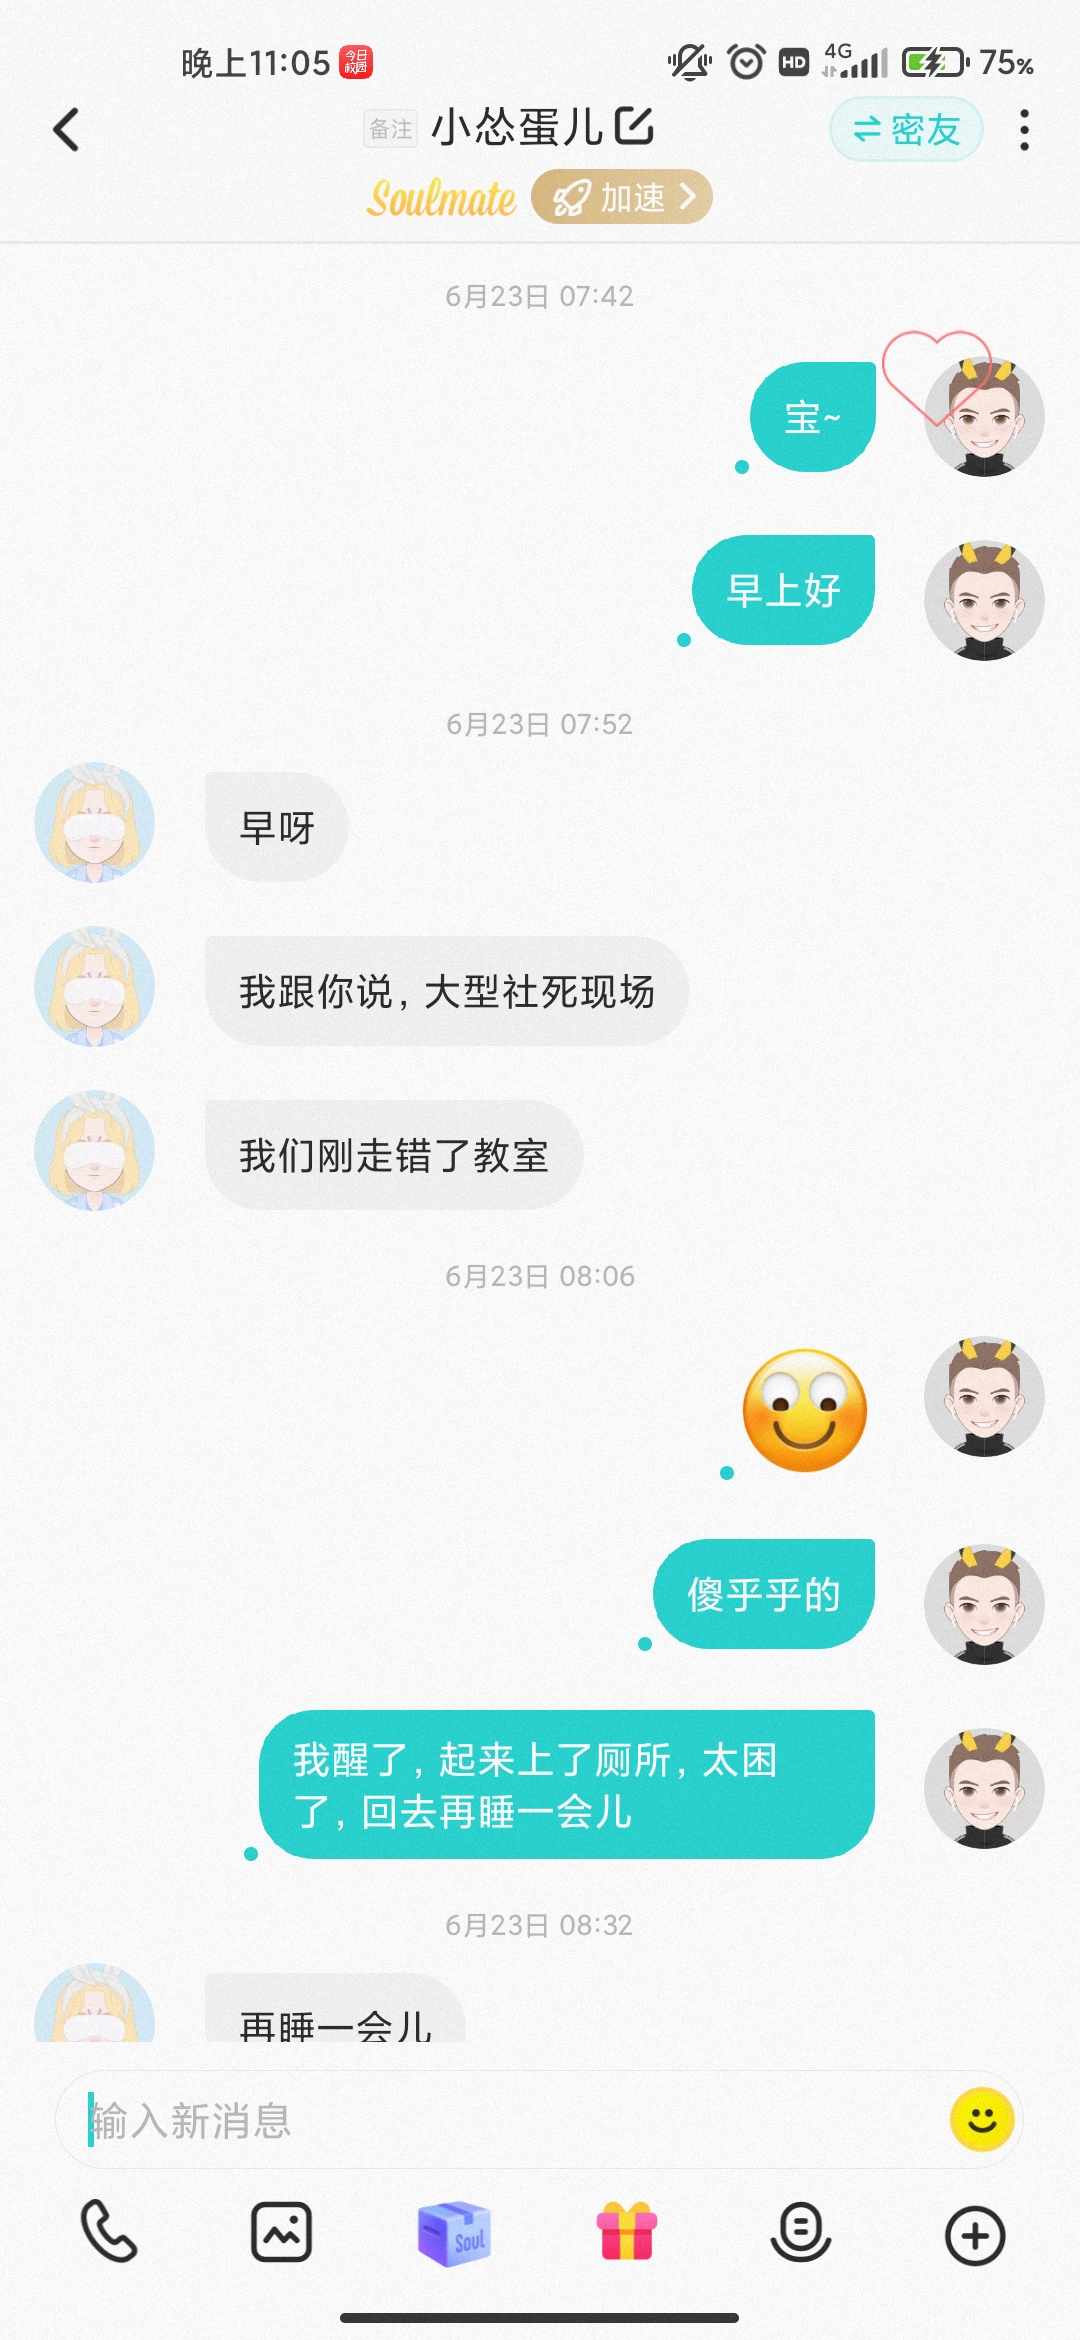 晚上11:05 今日校园 HD 4G 75%
备注 小怂蛋儿 密友
Soulmate 加速
6月23日 07:42
宝~
早上好
6月23日 07:52
早呀
我跟你说，大型社死现场
我们刚走错了教室
6月23日 08:06
傻乎乎的
我醒了，起来上了厕所，太困
了，回去再睡一会儿
6月23日 08:32
再睡一会儿
输入新消息
Soul